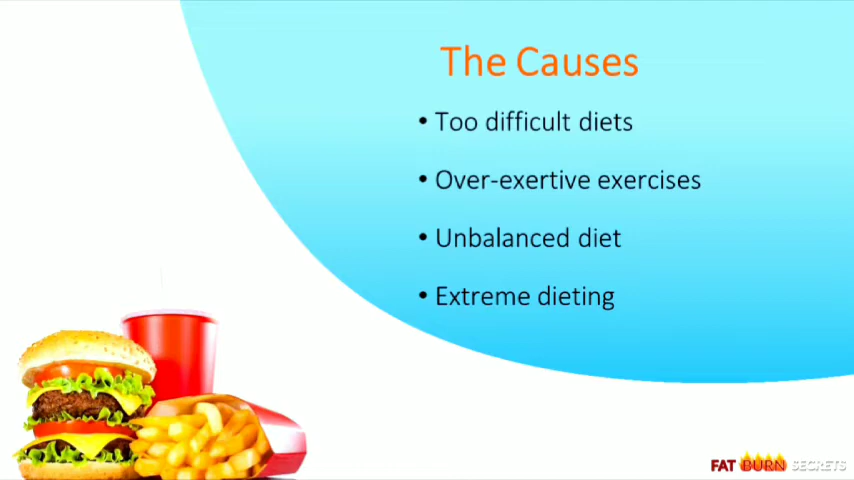 The Causes
• Too difficult diets
• Over-exertive exercises
• Unbalanced diet
• Extreme dieting
FAT BURN SECRETS